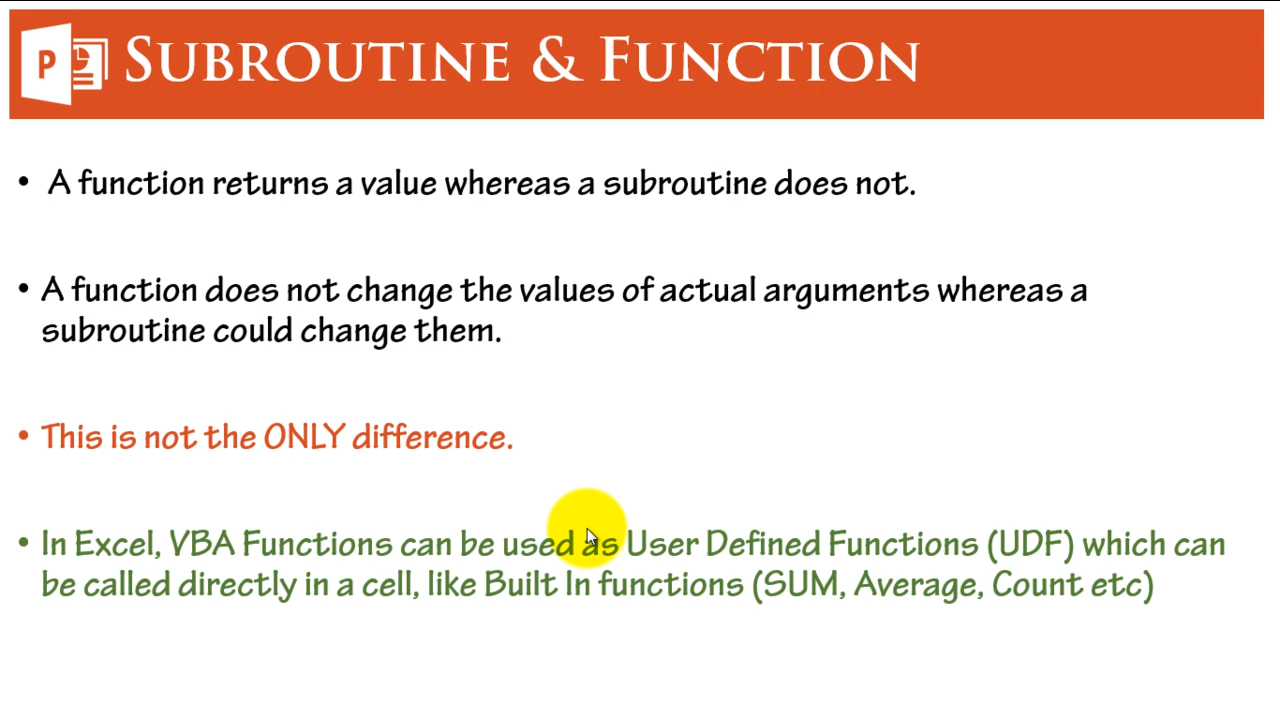 P
SUBROUTINE & FUNCTION
• A function returns a value whereas a subroutine does not.
• A function does not change the values of actual arguments whereas a
subroutine could change them.
• This is not the ONLY difference.
• In Excel, VBA Functions can be used as User Defined Functions (UDF) which can
be called directly in a cell, like Built In functions (SUM, Average, Count etc)